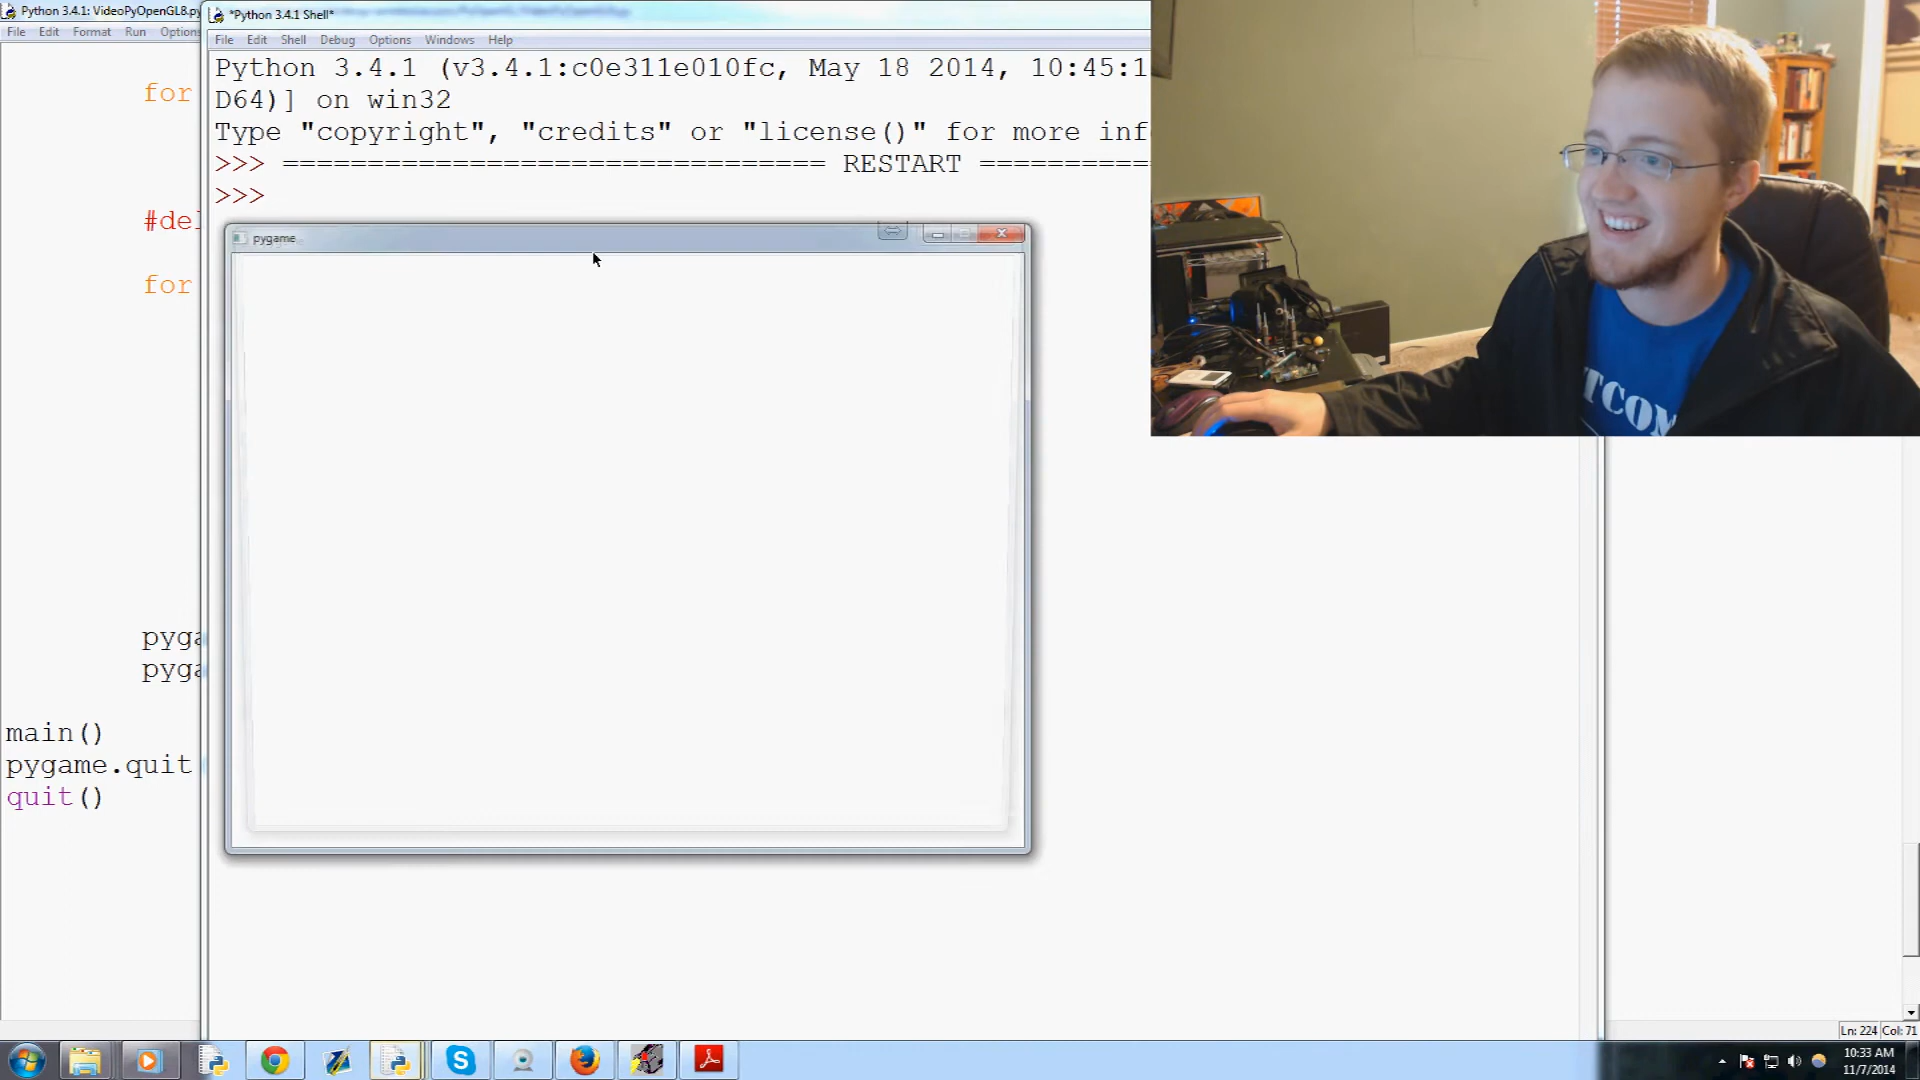 Python 3.4.1: VideoPyOpenGL8.py
File Edit Format Run Options
for
#del
for
pyga
pyga
main()
pygame.quit
quit()
*Python 3.4.1 Shell*
File Edit Shell Debug Options Windows Help
Python 3.4.1 (v3.4.1:c0e311e010fc, May 18 2014, 10:45:1
D64)] on win32
Type "copyright", "credits" or "license()" for more inf
>>> ================================ RESTART ==========
>>>
pygame
TCOM
Ln: 224 Col: 71
10:33 AM
11/7/2014